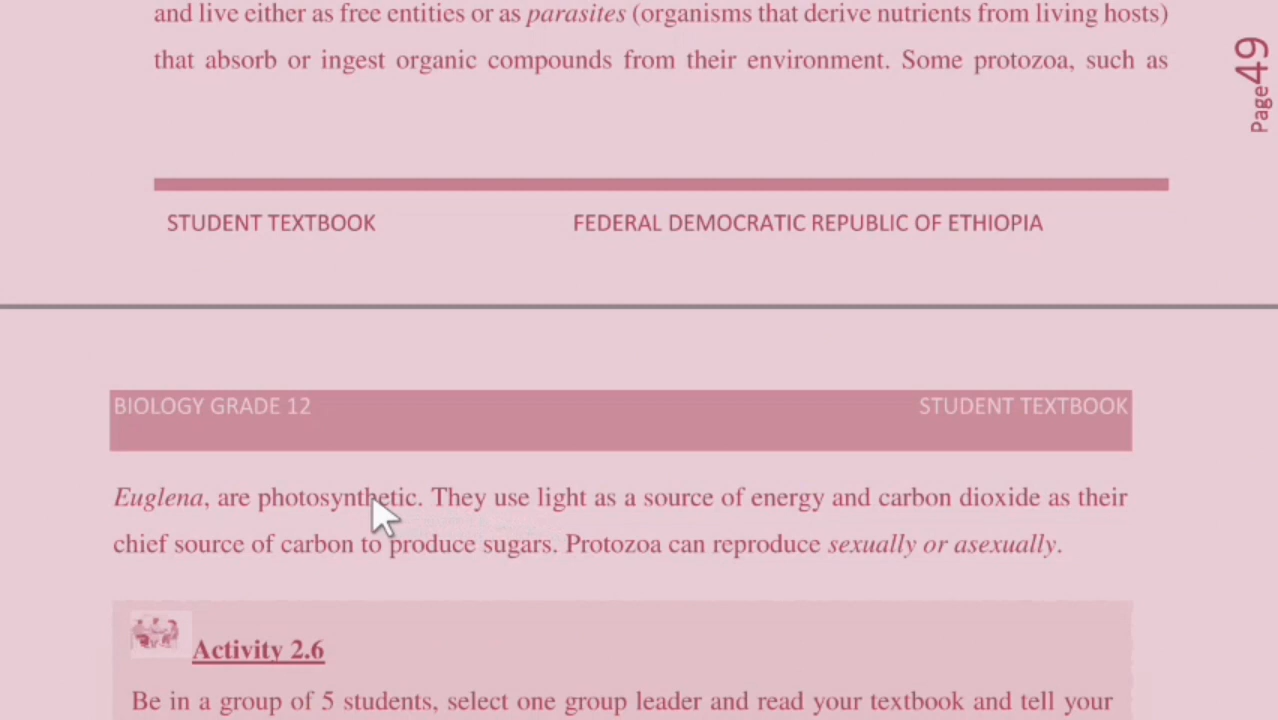 and live either as free entities or as parasites (organisms that derive nutrients from living hosts)
that absorb or ingest organic compounds from their environment. Some protozoa, such as
Page49
STUDENT TEXTBOOK FEDERAL DEMOCRATIC REPUBLIC OF ETHIOPIA
BIOLOGY GRADE 12 STUDENT TEXTBOOK
Euglena, are photosynthetic. They use light as a source of energy and carbon dioxide as their
chief source of carbon to produce sugars. Protozoa can reproduce sexually or asexually.
Activity 2.6
Be in a group of 5 students, select one group leader and read your textbook and tell your